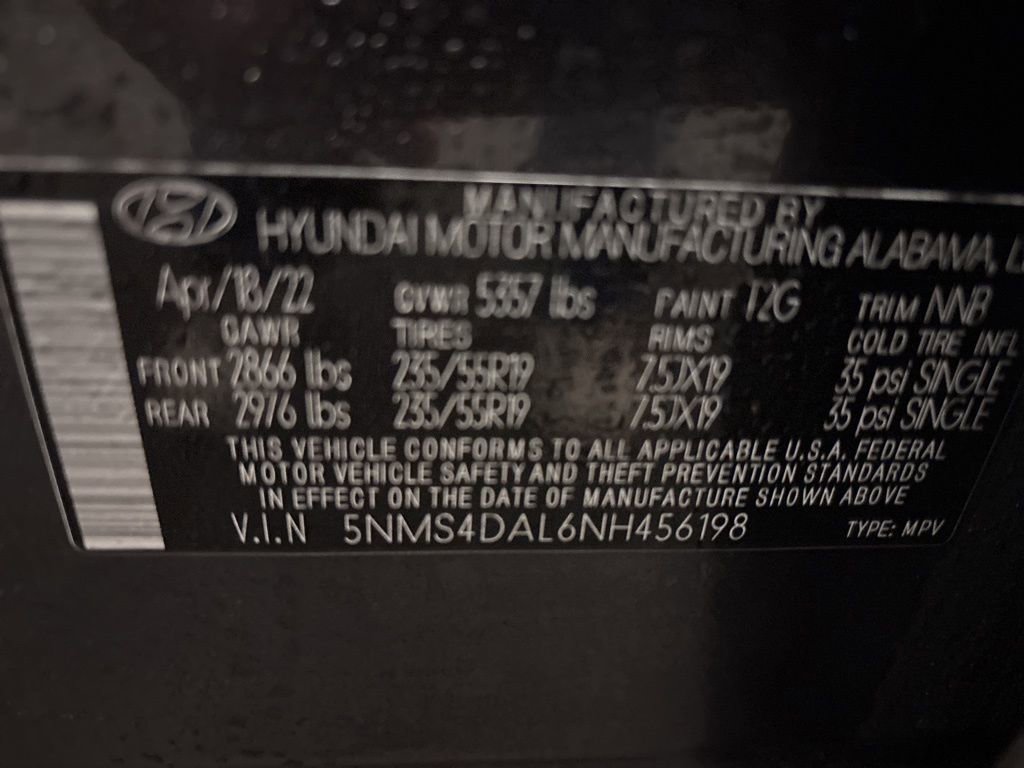 MANUFACTURED BY
HYUNDAI MOTOR MANUFACTURING ALABAMA,
Apr/18/22 GVWR 5357 lbs PAINT T2G TRIM NNB
GAWR TIRES RIMS COLD TIRE INFL
FRONT 2866 lbs 235/55R19 7.5JX19 35 psi SINGLE
REAR 2976 lbs 235/55R19 7.5JX19 35 psi SINGLE
THIS VEHICLE CONFORMS TO ALL APPLICABLE U.S.A. FEDERAL
MOTOR VEHICLE SAFETY AND THEFT PREVENTION STANDARDS
IN EFFECT ON THE DATE OF MANUFACTURE SHOWN ABOVE
V.I.N 5NMS4DAL6NH456198 TYPE: MPV